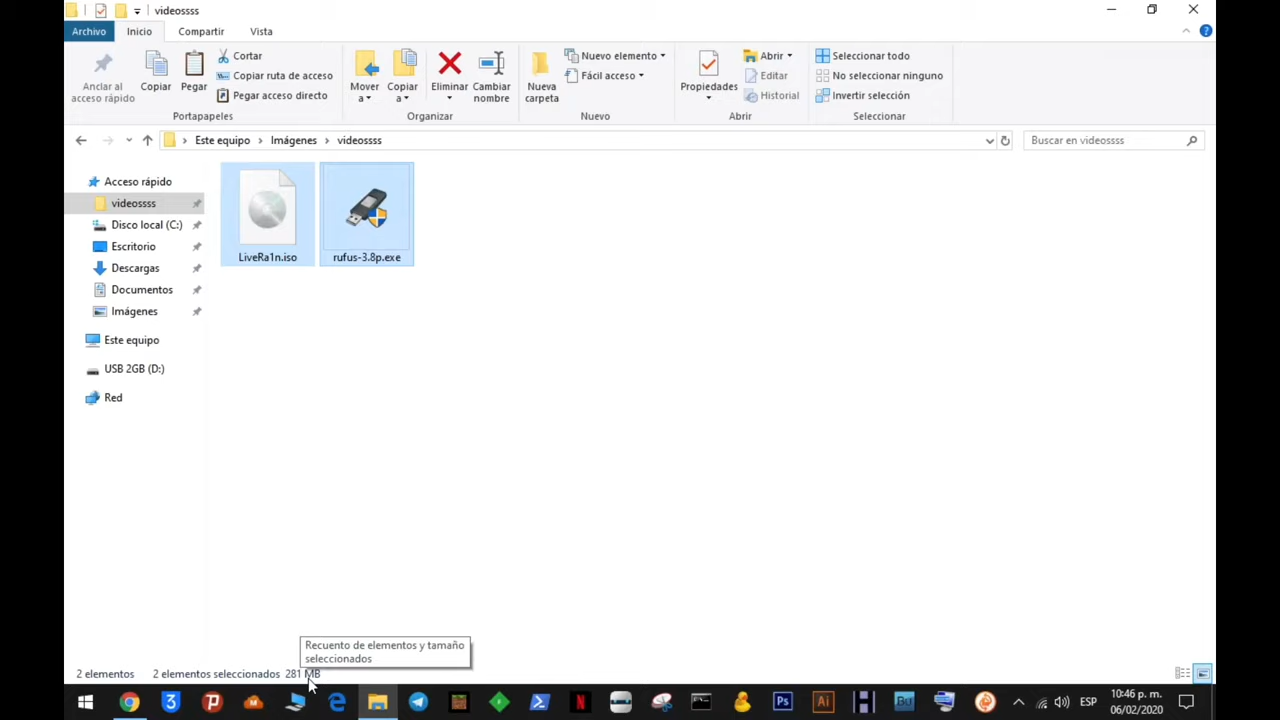 videossss
Archivo Inicio Compartir Vista
Anclar al acceso rápido
Copiar
Pegar
Cortar
Copiar ruta de acceso
Pegar acceso directo
Portapapeles
Mover a
Copiar a
Eliminar
Cambiar nombre
Organizar
Nueva carpeta
Nuevo elemento
Fácil acceso
Nuevo
Propiedades
Abrir
Editar
Historial
Abrir
Seleccionar todo
No seleccionar ninguno
Invertir selección
Seleccionar
Este equipo > Imágenes > videossss
Buscar en videossss
Acceso rápido
videossss
Disco local (C:)
Escritorio
Descargas
Documentos
Imágenes
Este equipo
USB 2GB (D:)
Red
LiveRa1n.iso
rufus-3.8p.exe
Recuento de elementos y tamaño
seleccionados
2 elementos 2 elementos seleccionados 281 MB
3
N
Ps
Ai
ESP
10:46 p. m.
06/02/2020